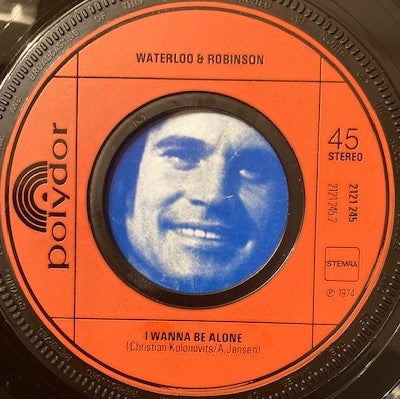 WATERLOO & ROBINSON
45
STEREO
polydor
2121 245
2121 245.2
STEMRA
℗ 1974
I WANNA BE ALONE
(Christian Kolonovits/A.Jensen)